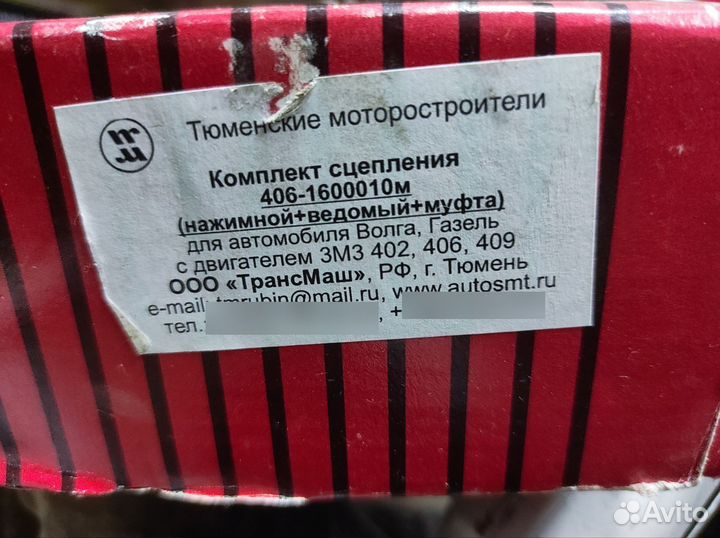 Тюменские моторостроители
Комплект сцепления
406-1600010м
(нажимной+ведомый+муфта)
для автомобиля Волга, Газель
с двигателем ЗМЗ 402, 406, 409
ООО «ТрансМаш», РФ, г. Тюмень
e-mail: tmrubin@mail.ru, www.autosmt.ru
тел.: , +
Avito